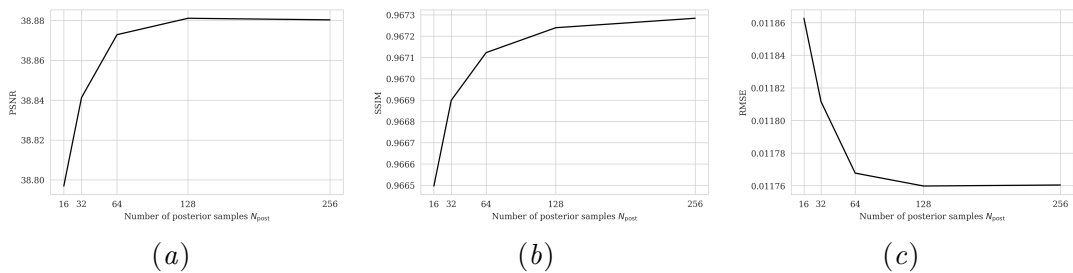 38.88
38.86
38.84
38.82
38.80
PSNR
16 32 64 128 256
Number of posterior samples N_post
(a)
0.9673
0.9672
0.9671
0.9670
0.9669
0.9668
0.9667
0.9666
0.9665
SSIM
16 32 64 128 256
Number of posterior samples N_post
(b)
0.01186
0.01184
0.01182
0.01180
0.01178
0.01176
RMSE
16 32 64 128 256
Number of posterior samples N_post
(c)